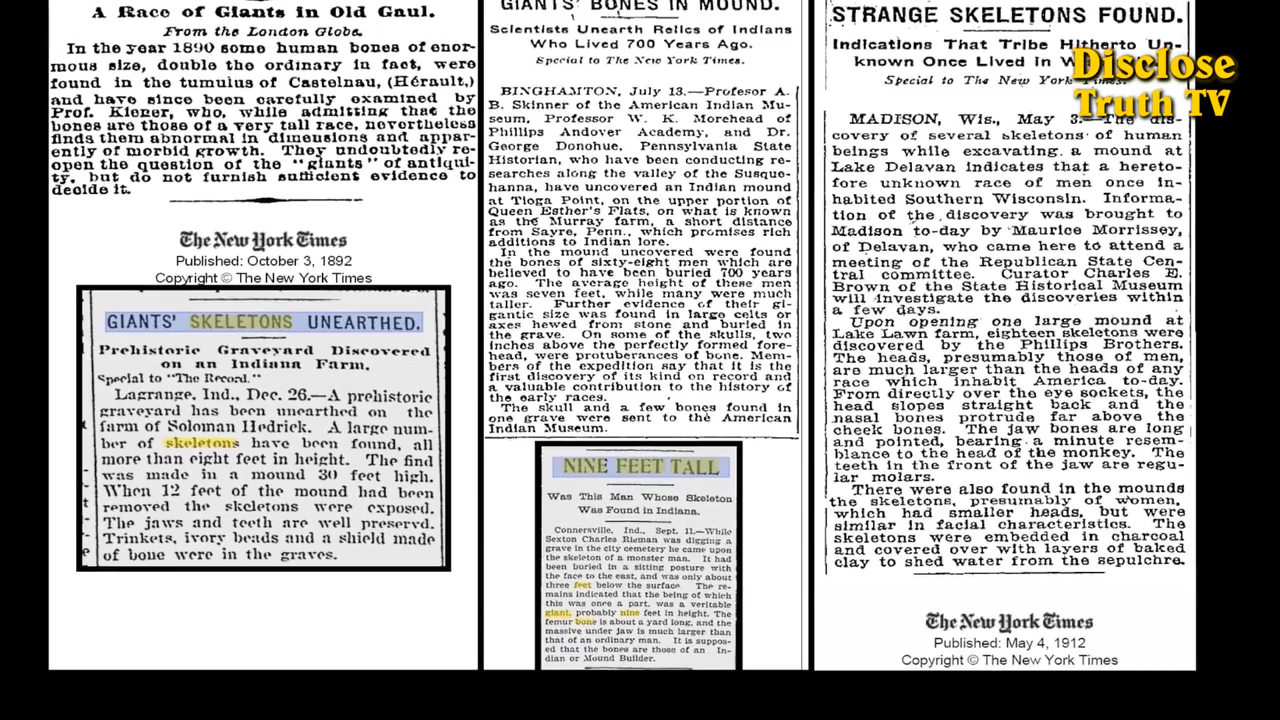 A Race of Giants in Old Gaul.
From the London Globe.
In the year 1890 some human bones of enor-
mous size, double the ordinary in fact, were
found in the tumulus of Castelnau, (Hérault,)
and have since been carefully examined by
Prof. Kiener, who, while admitting that the
bones are those of a very tall race, nevertheless
finds them abnormal in dimensions and appar-
ently of morbid growth. They undoubtedly re-
open the question of the "giants" of antiqui-
ty, but do not furnish sufficient evidence to
decide it.
The New York Times
Published: October 3, 1892
Copyright © The New York Times
GIANTS' SKELETONS UNEARTHED.
Prehistoric Graveyard Discovered
on an Indiana Farm.
Special to "The Record."
Lagrange, Ind., Dec. 26.—A prehistoric
graveyard has been unearthed on the
farm of Soloman Hedrick. A large num-
ber of skeletons have been found, all
more than eight feet in height. The find
was made in a mound 30 feet high.
When 12 feet of the mound had been
removed the skeletons were exposed.
The jaws and teeth are well preserved.
Trinkets, ivory beads and a shield made
of bone were in the graves.
GIANTS' BONES IN MOUND.
Scientists Unearth Relics of Indians
Who Lived 700 Years Ago.
Special to The New York Times.
BINGHAMTON, July 13.—Profesor A.
B. Skinner of the American Indian Mu-
seum, Professor W. K. Morehead of
Phillips Andover Academy, and Dr.
George Donohue, Pennsylvania State
Historian, who have been conducting re-
searches along the valley of the Susque-
hanna, have uncovered an Indian mound
at Tioga Point, on the upper portion of
Queen Esther's Flats, on what is known
as the Murray farm, a short distance
from Sayre, Penn., which promises rich
additions to Indian lore.
In the mound uncovered were found
the bones of sixty-eight men which are
believed to have been buried 700 years
ago. The average height of these men
was seven feet, while many were much
taller. Further evidence of their gi-
gantic size was found in large celts or
axes hewed from stone and buried in
the grave. On some of the skulls, two
inches above the perfectly formed fore-
head, were protuberances of bone. Mem-
bers of the expedition say that it is the
first discovery of its kind on record and
a valuable contribution to the history of
the early races.
The skull and a few bones found in
one grave were sent to the American
Indian Museum.
NINE FEET TALL
Was This Man Whose Skeleton
Was Found in Indiana.
Connersville, Ind., Sept. 11.—While
Sexton Charles Rieman was digging a
grave in the city cemetery he came upon
the skeleton of a monster man. It had
been buried in a sitting posture with
the face to the east, and was only about
three feet below the surface. The re-
mains indicated that the being of which
this was once a part, was a veritable
giant, probably nine feet in height. The
femur bone is about a yard long, and the
massive under jaw is much larger than
that of an ordinary man. It is suppos-
ed that the bones are those of an In-
dian or Mound Builder.
STRANGE SKELETONS FOUND.
Indications That Tribe Hitherto Un-
known Once Lived in W
Special to The New York Times.
MADISON, Wis., May 3.—The dis-
covery of several skeletons of human
beings while excavating a mound at
Lake Delavan indicates that a hereto-
fore unknown race of men once in-
habited Southern Wisconsin. Informa-
tion of the discovery was brought to
Madison to-day by Maurice Morrissey,
of Delavan, who came here to attend a
meeting of the Republican State Cen-
tral committee. Curator Charles E.
Brown of the State Historical Museum
will investigate the discoveries within
a few days.
Upon opening one large mound at
Lake Lawn farm, eighteen skeletons were
discovered by the Phillips Brothers.
The heads, presumably those of men,
are much larger than the heads of any
race which inhabit America to-day.
From directly over the eye sockets, the
head slopes straight back and the
nasal bones protrude far above the
cheek bones. The jaw bones are long
and pointed, bearing a minute resem-
blance to the head of the monkey. The
teeth in the front of the jaw are regu-
lar molars.
There were also found in the mounds
the skeletons, presumably of women,
which had smaller heads, but were
similar in facial characteristics. The
skeletons were embedded in charcoal
and covered over with layers of baked
clay to shed water from the sepulchre.
The New York Times
Published: May 4, 1912
Copyright © The New York Times
Disclose
Truth TV